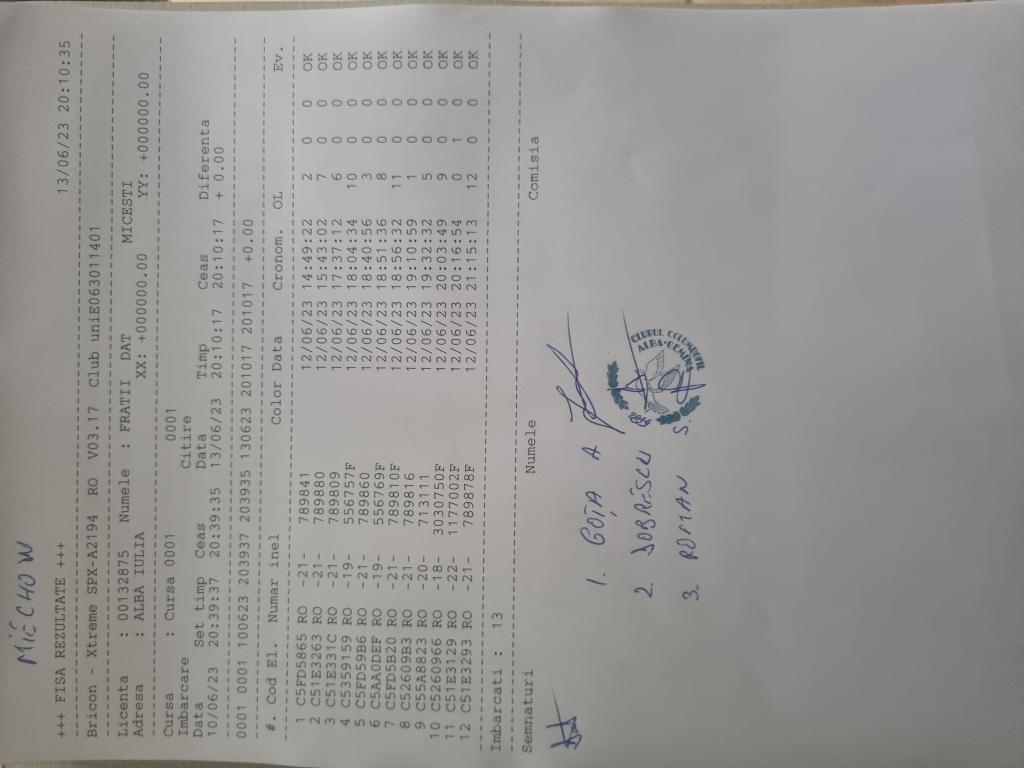 MIECHOW
+++ FISA REZULTATE +++ 13/06/23 20:10:35
Bricon - Xtreme SPX-A2194 RO V03.17 Club uniE063011401
Licenta : 00132875 Numele : FRATII DAT MICESTI
Adresa : ALBA IULIA XX: +000000.00 YY: +000000.00
Cursa : Cursa 0001 0001
Imbarcare Citire
Data Set timp Ceas Data Timp Ceas Diferenta
10/06/23 20:39:37 20:39:35 13/06/23 20:10:17 20:10:17 + 0.00
0001 0001 100623 203937 203935 130623 201017 201017 +0.00
#. Cod El. Numar inel Color Data Cronom. OL Ev.
1 C5FD5865 RO -21- 789841 12/06/23 14:49:22 2 0 0 OK
2 C51E3263 RO -21- 789880 12/06/23 15:43:02 7 0 0 OK
3 C51E331C RO -21- 789809 12/06/23 17:37:12 6 0 0 OK
4 C5359159 RO -19- 556757F 12/06/23 18:04:34 10 0 0 OK
5 C5FD59B6 RO -21- 789860 12/06/23 18:40:56 3 0 0 OK
6 C5AA0DEF RO -19- 556769F 12/06/23 18:51:36 8 0 0 OK
7 C5FD5B20 RO -21- 789810F 12/06/23 18:56:32 11 0 0 OK
8 C52609B3 RO -21- 789816 12/06/23 19:10:59 1 0 0 OK
9 C55A8823 RO -20- 713111 12/06/23 19:32:32 5 0 0 OK
10 C5260966 RO -18- 3030750F 12/06/23 20:03:49 9 0 0 OK
11 C51E3129 RO -22- 1177002F 12/06/23 20:16:54 0 1 0 OK
12 C51E3293 RO -21- 789878F 12/06/23 21:15:13 12 0 0 OK
Imbarcati : 13
Semnaturi Numele Comisia
1. GOȚIA A
2. DOBRESCU
3. ROMAN S.
CLUBUL COLUMBOFIL
ALBA-GEMINA